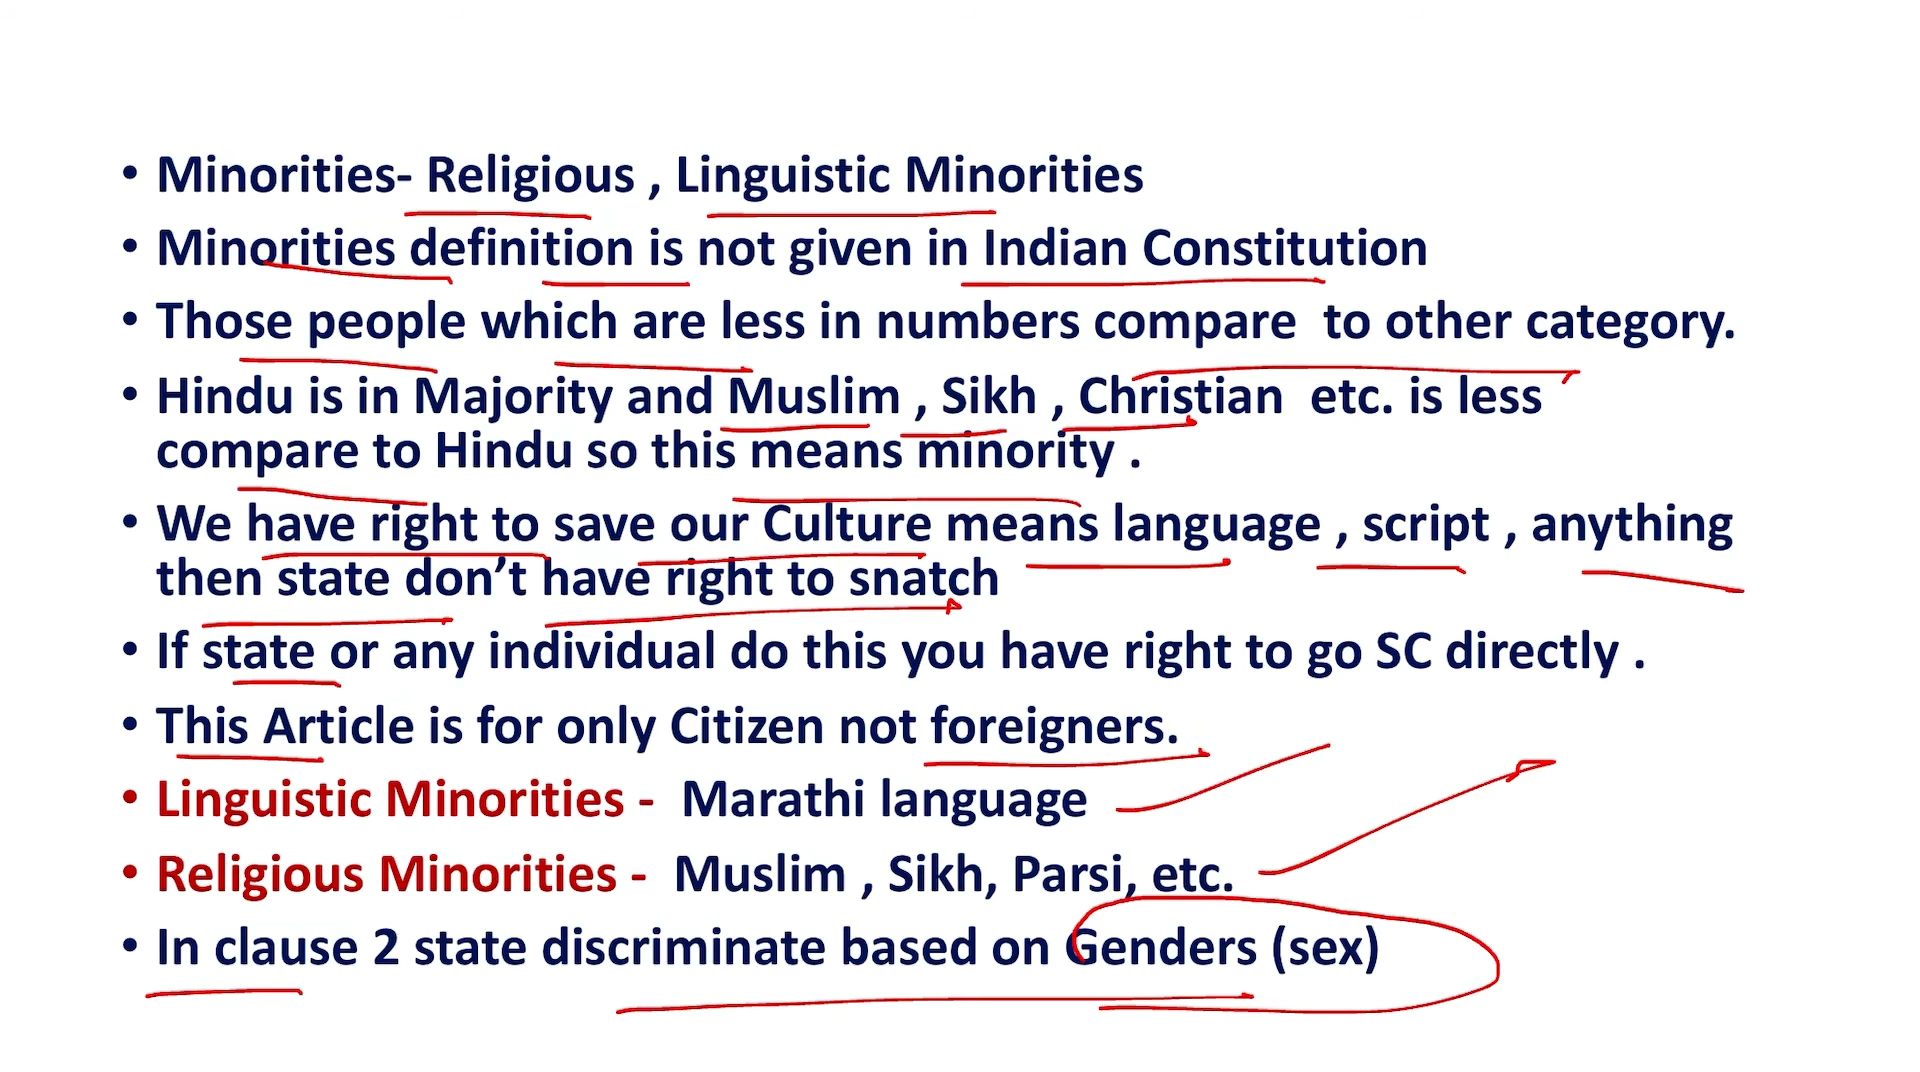 • Minorities- Religious , Linguistic Minorities
• Minorities definition is not given in Indian Constitution
• Those people which are less in numbers compare  to other category.
• Hindu is in Majority and Muslim , Sikh , Christian  etc. is less
compare to Hindu so this means minority .
• We have right to save our Culture means language , script , anything
then state don’t have right to snatch
• If state or any individual do this you have right to go SC directly .
• This Article is for only Citizen not foreigners.
• Linguistic Minorities -  Marathi language
• Religious Minorities -  Muslim , Sikh, Parsi, etc.
• In clause 2 state discriminate based on Genders (sex)